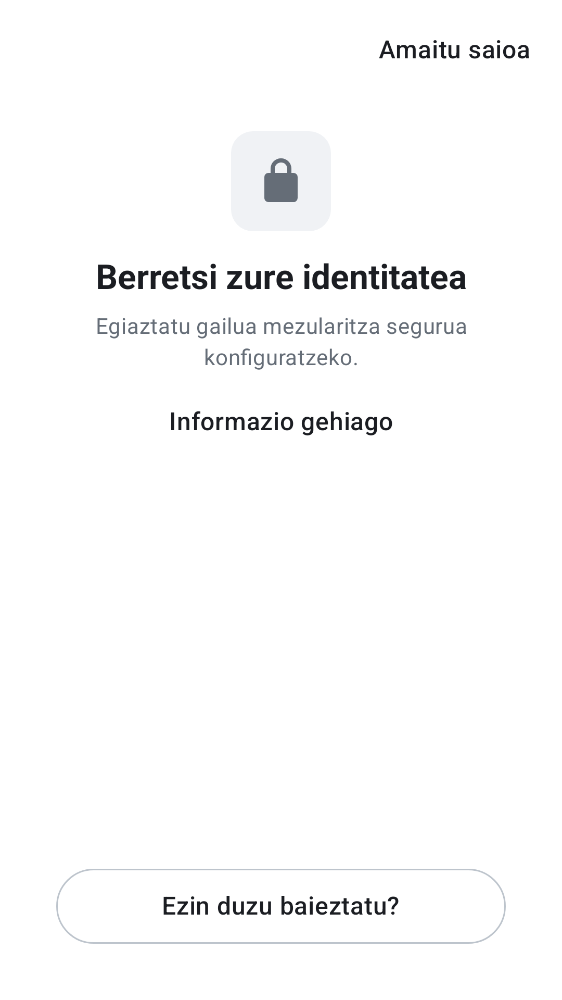 Amaitu saioa
Berretsi zure identitatea
Egiaztatu gailua mezularitza segurua
konfiguratzeko.
Informazio gehiago
Ezin duzu baieztatu?